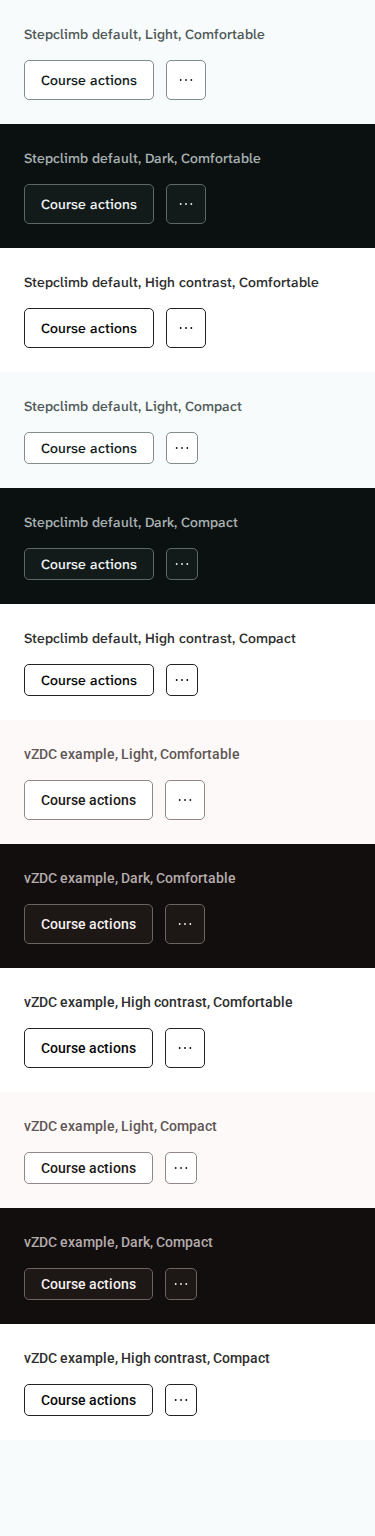 Stepclimb default, Light, Comfortable
Course actions ···
Stepclimb default, Dark, Comfortable
Course actions ···
Stepclimb default, High contrast, Comfortable
Course actions ···
Stepclimb default, Light, Compact
Course actions ···
Stepclimb default, Dark, Compact
Course actions ···
Stepclimb default, High contrast, Compact
Course actions ···
vZDC example, Light, Comfortable
Course actions ···
vZDC example, Dark, Comfortable
Course actions ···
vZDC example, High contrast, Comfortable
Course actions ···
vZDC example, Light, Compact
Course actions ···
vZDC example, Dark, Compact
Course actions ···
vZDC example, High contrast, Compact
Course actions ···